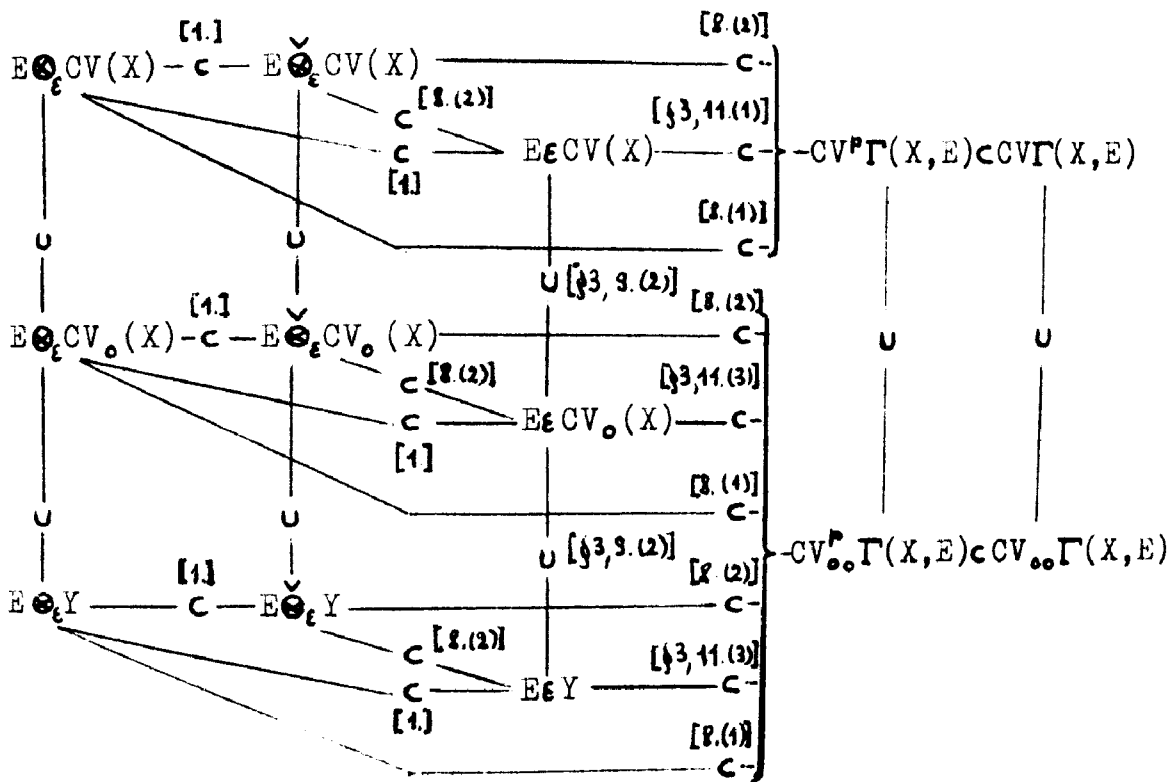 [1.] [8.(2)]
E⊗εCV(X) ⊂ E⊗̌εCV(X) ⊂
⊂ [8.(2)] [§3,11.(1)]
⊂ EεCV(X) ⊂ CVᵖΓ(X,E)⊂CVΓ(X,E)
[1.] [8.(1)]
∪ ∪ ⊂
∪ [§3,9.(2)]
[1.] [8.(2)]
E⊗εCV₀(X) ⊂ E⊗̌εCV₀(X) ⊂ ∪ ∪
⊂ [8.(2)] [§3,11.(3)]
⊂ EεCV₀(X) ⊂
[1.] [8.(1)]
∪ ∪ ⊂
∪ [§3,9.(2)] CVᵖ₀₀Γ(X,E)⊂CV₀₀Γ(X,E)
[1.] [8.(2)]
E⊗εY ⊂ E⊗̌εY ⊂
⊂ [8.(2)] [§3,11.(3)]
⊂ EεY ⊂
[1.] [8.(1)]
⊂